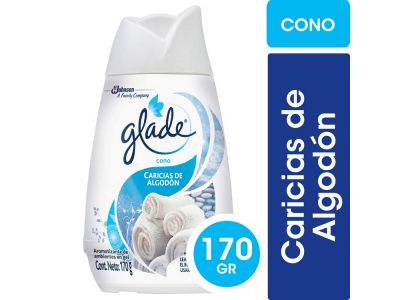 SC Johnson
A Family Company
glade
cono
CARICIAS DE
ALGODÓN
Aromatizante de
ambientes en gel
Cont. Neto: 170 g
170
GR
CONO
Caricias de
Algodón